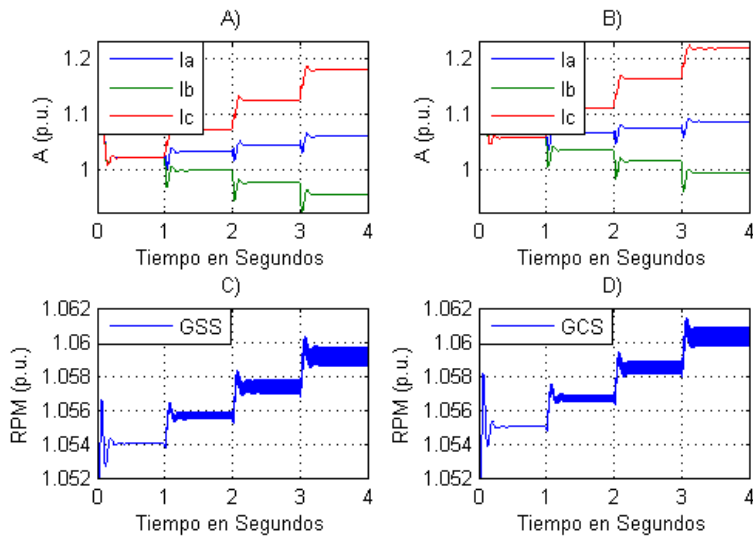 A)
1.2
1.1
1
A (p.u.)
Ia
Ib
Ic
0 1 2 3 4
Tiempo en Segundos
B)
1.2
1.1
1
A (p.u.)
Ia
Ib
Ic
0 1 2 3 4
Tiempo en Segundos
C)
1.062
1.06
1.058
1.056
1.054
1.052
RPM (p.u.)
GSS
0 1 2 3 4
Tiempo en Segundos
D)
1.062
1.06
1.058
1.056
1.054
1.052
RPM (p.u.)
GCS
0 1 2 3 4
Tiempo en Segundos